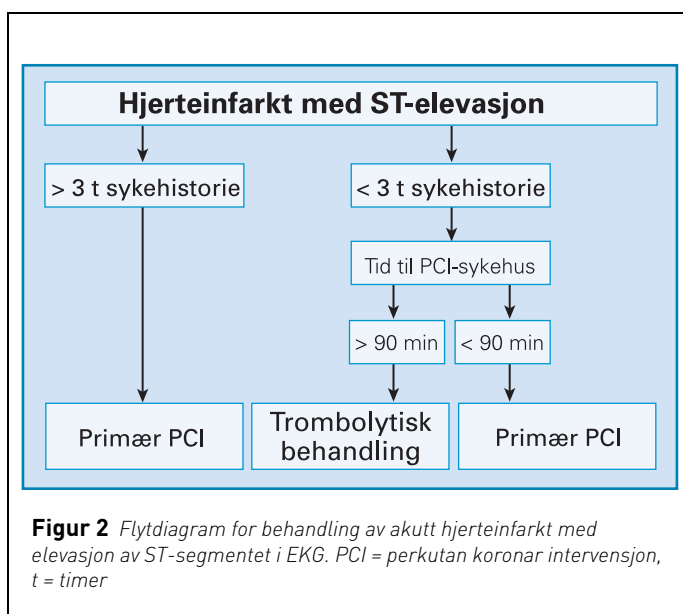 Hjerteinfarkt med ST-elevasjon
> 3 t sykehistorie
< 3 t sykehistorie
Tid til PCI-sykehus
> 90 min
< 90 min
Primær PCI
Trombolytisk
behandling
Primær PCI
Figur 2 Flytdiagram for behandling av akutt hjerteinfarkt med
elevasjon av ST-segmentet i EKG. PCI = perkutan koronar intervensjon,
t = timer